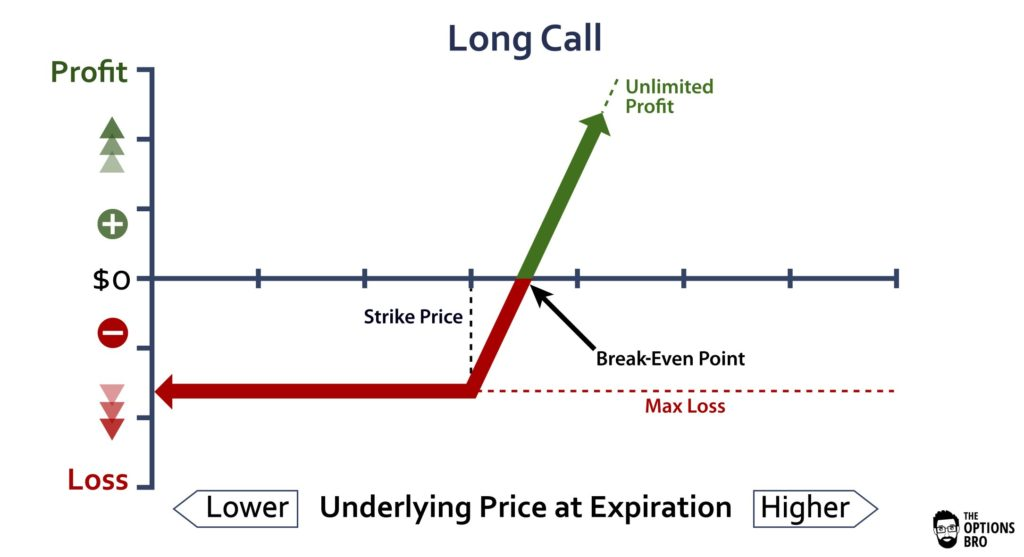 Long Call
Profit
Unlimited
Profit
$0
Strike Price
Break-Even Point
Max Loss
Loss
Lower
Underlying Price at Expiration
Higher
THE
OPTIONS
BRO